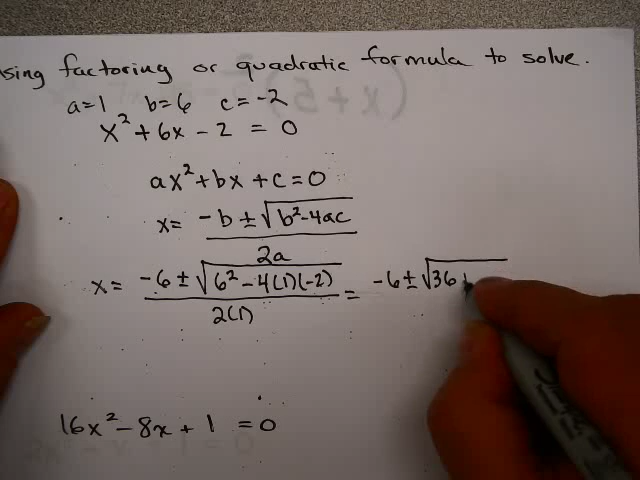 using factoring or quadratic formula to solve.
a=1 b=6 c=-2
x²+6x-2 = 0
ax²+bx+c=0
x= -b±√b²-4ac / 2a
x= -6±√6²-4(1)(-2) / 2(1) = -6±√36
16x²-8x+1 =0